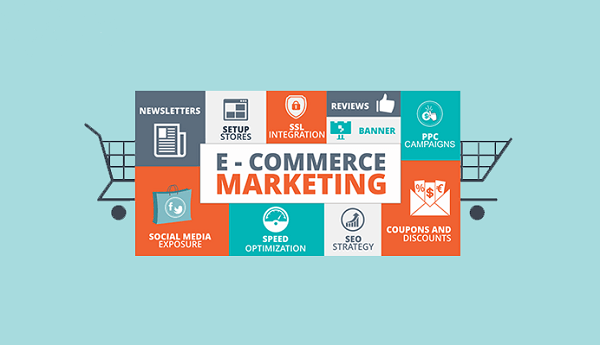 NEWSLETTERS
SETUP
STORES
SSL
INTEGRATION
REVIEWS
BANNER
PPC
CAMPAIGNS
E - COMMERCE
MARKETING
SOCIAL MEDIA
EXPOSURE
SPEED
OPTIMIZATION
SEO
STRATEGY
% $ €
COUPONS AND
DISCOUNTS